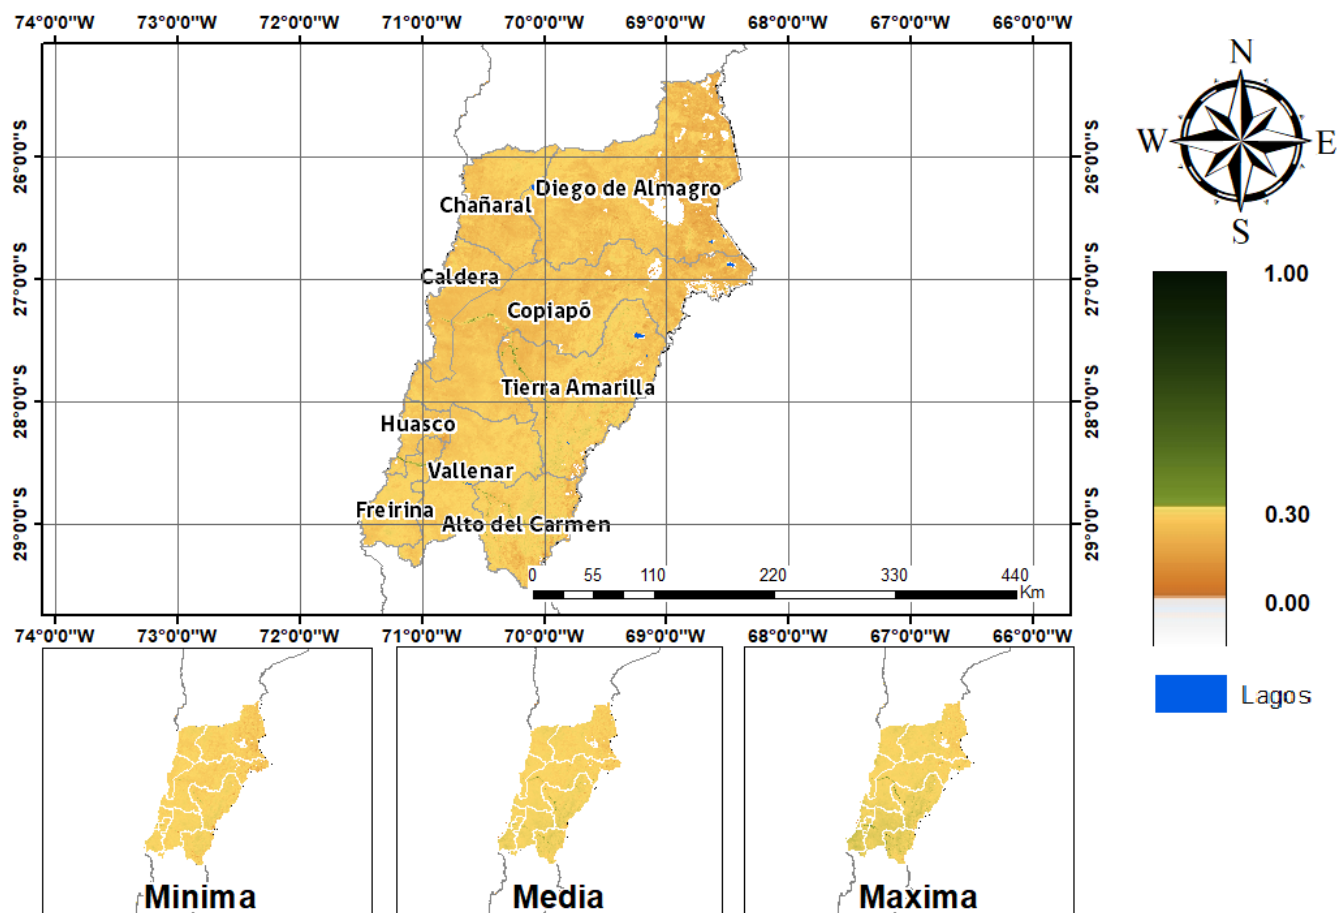 74°0'0"W 73°0'0"W 72°0'0"W 71°0'0"W 70°0'0"W 69°0'0"W 68°0'0"W 67°0'0"W 66°0'0"W
N
W E
S
26°0'0"S 26°0'0"S
27°0'0"S 27°0'0"S
28°0'0"S 28°0'0"S
29°0'0"S 29°0'0"S
Diego de Almagro
Chañaral
Caldera
Copiapó
Tierra Amarilla
Huasco
Vallenar
Freirina
Alto del Carmen
0 55 110 220 330 440
Km
74°0'0"W 73°0'0"W 72°0'0"W 71°0'0"W 70°0'0"W 69°0'0"W 68°0'0"W 67°0'0"W 66°0'0"W
1.00
0.30
0.00
Lagos
Minima Media Maxima